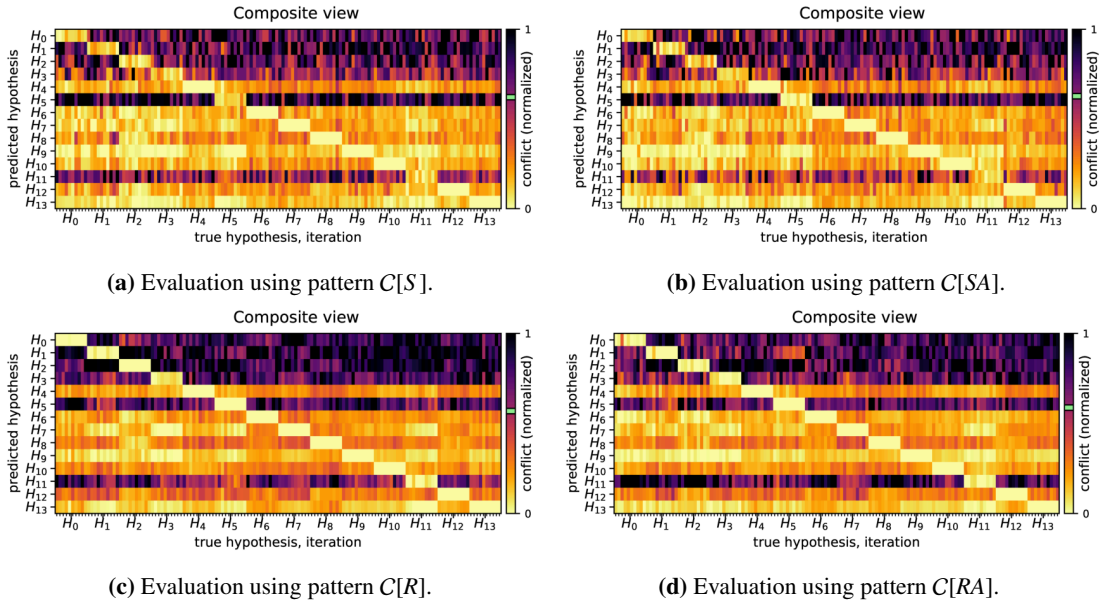 Composite view
predicted hypothesis
H0
H1
H2
H3
H4
H5
H6
H7
H8
H9
H10
H11
H12
H13
H0 H1 H2 H3 H4 H5 H6 H7 H8 H9 H10 H11 H12 H13
true hypothesis, iteration
1
0
conflict (normalized)
(a) Evaluation using pattern C[S].
Composite view
predicted hypothesis
H0
H1
H2
H3
H4
H5
H6
H7
H8
H9
H10
H11
H12
H13
H0 H1 H2 H3 H4 H5 H6 H7 H8 H9 H10 H11 H12 H13
true hypothesis, iteration
1
0
conflict (normalized)
(b) Evaluation using pattern C[SA].
Composite view
predicted hypothesis
H0
H1
H2
H3
H4
H5
H6
H7
H8
H9
H10
H11
H12
H13
H0 H1 H2 H3 H4 H5 H6 H7 H8 H9 H10 H11 H12 H13
true hypothesis, iteration
1
0
conflict (normalized)
(c) Evaluation using pattern C[R].
Composite view
predicted hypothesis
H0
H1
H2
H3
H4
H5
H6
H7
H8
H9
H10
H11
H12
H13
H0 H1 H2 H3 H4 H5 H6 H7 H8 H9 H10 H11 H12 H13
true hypothesis, iteration
1
0
conflict (normalized)
(d) Evaluation using pattern C[RA].